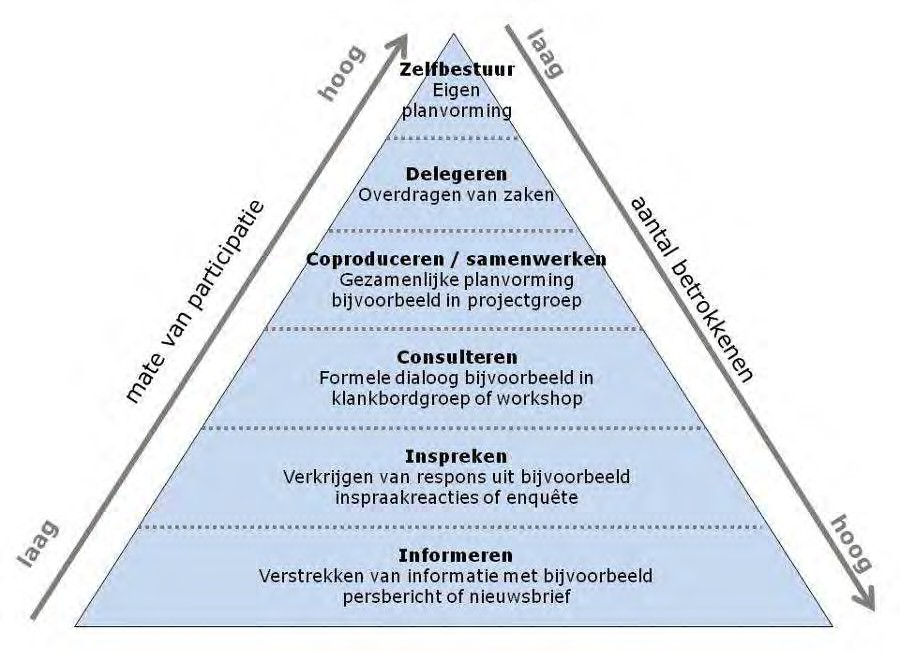 hoog
laag
mate van participatie
aantal betrokkenen
laag
hoog
Zelfbestuur
Eigen
planvorming
Delegeren
Overdragen van zaken
Coproduceren / samenwerken
Gezamenlijke planvorming
bijvoorbeeld in projectgroep
Consulteren
Formele dialoog bijvoorbeeld in
klankbordgroep of workshop
Inspreken
Verkrijgen van respons uit bijvoorbeeld
inspraakreacties of enquête
Informeren
Verstrekken van informatie met bijvoorbeeld
persbericht of nieuwsbrief